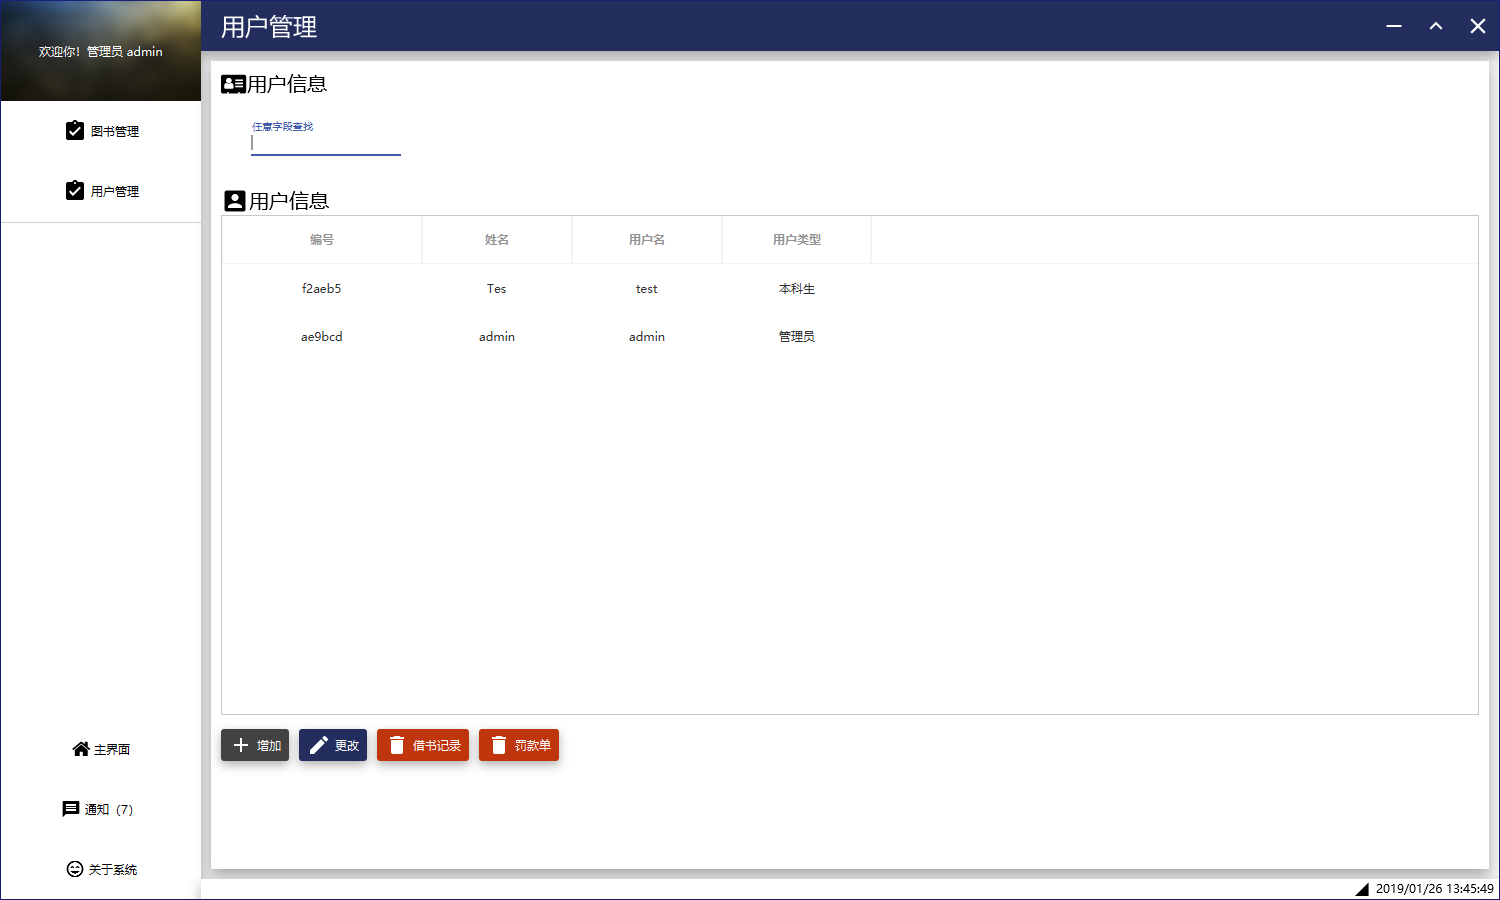 欢迎你！管理员 admin
图书管理
用户管理
主界面
通知（7）
关于系统
用户管理
用户信息
任意字段查找
用户信息
编号 姓名 用户名 用户类型
f2aeb5 Tes test 本科生
ae9bcd admin admin 管理员
增加 更改 借书记录 罚款单
2019/01/26 13:45:49